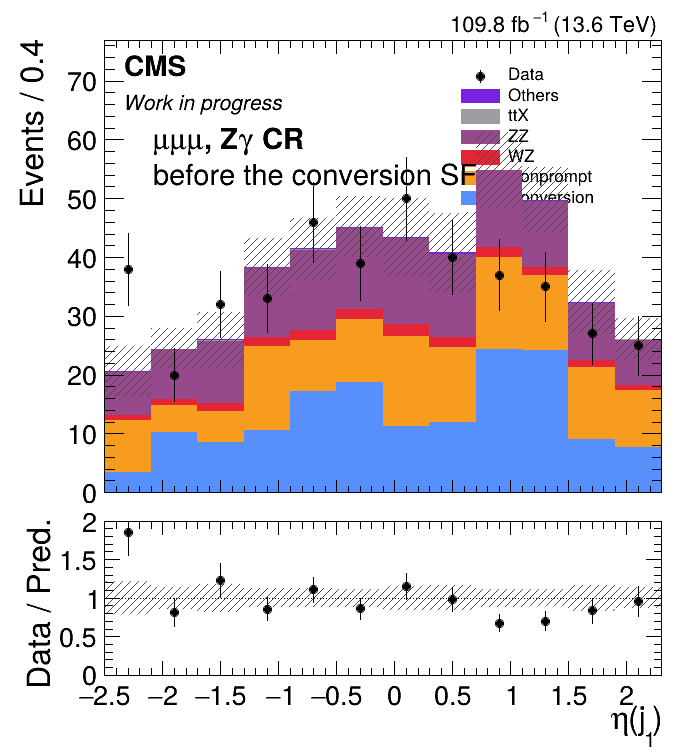 109.8 fb⁻¹ (13.6 TeV)
Events / 0.4
CMS
Work in progress
μμμ, Zγ CR
before the conversion SF
Data
Others
ttX
ZZ
WZ
onprompt
onversion
70
60
50
40
30
20
10
0
Data / Pred.
2
1.5
1
0.5
0
−2.5 −2 −1.5 −1 −0.5 0 0.5 1 1.5 2
η(j₁)